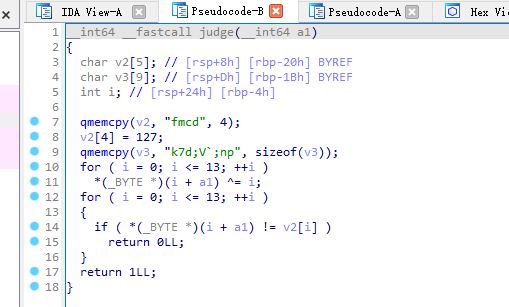 IDA View-A
Pseudocode-B
Pseudocode-A
Hex Vi
1 __int64 __fastcall judge(__int64 a1)
2 {
3 char v2[5]; // [rsp+8h] [rbp-20h] BYREF
4 char v3[9]; // [rsp+Dh] [rbp-1Bh] BYREF
5 int i; // [rsp+24h] [rbp-4h]
6
7 qmemcpy(v2, "fmcd", 4);
8 v2[4] = 127;
9 qmemcpy(v3, "k7d;V`;np", sizeof(v3));
10 for ( i = 0; i <= 13; ++i )
11 *(_BYTE *)(i + a1) ^= i;
12 for ( i = 0; i <= 13; ++i )
13 {
14 if ( *(_BYTE *)(i + a1) != v2[i] )
15 return 0LL;
16 }
17 return 1LL;
18 }